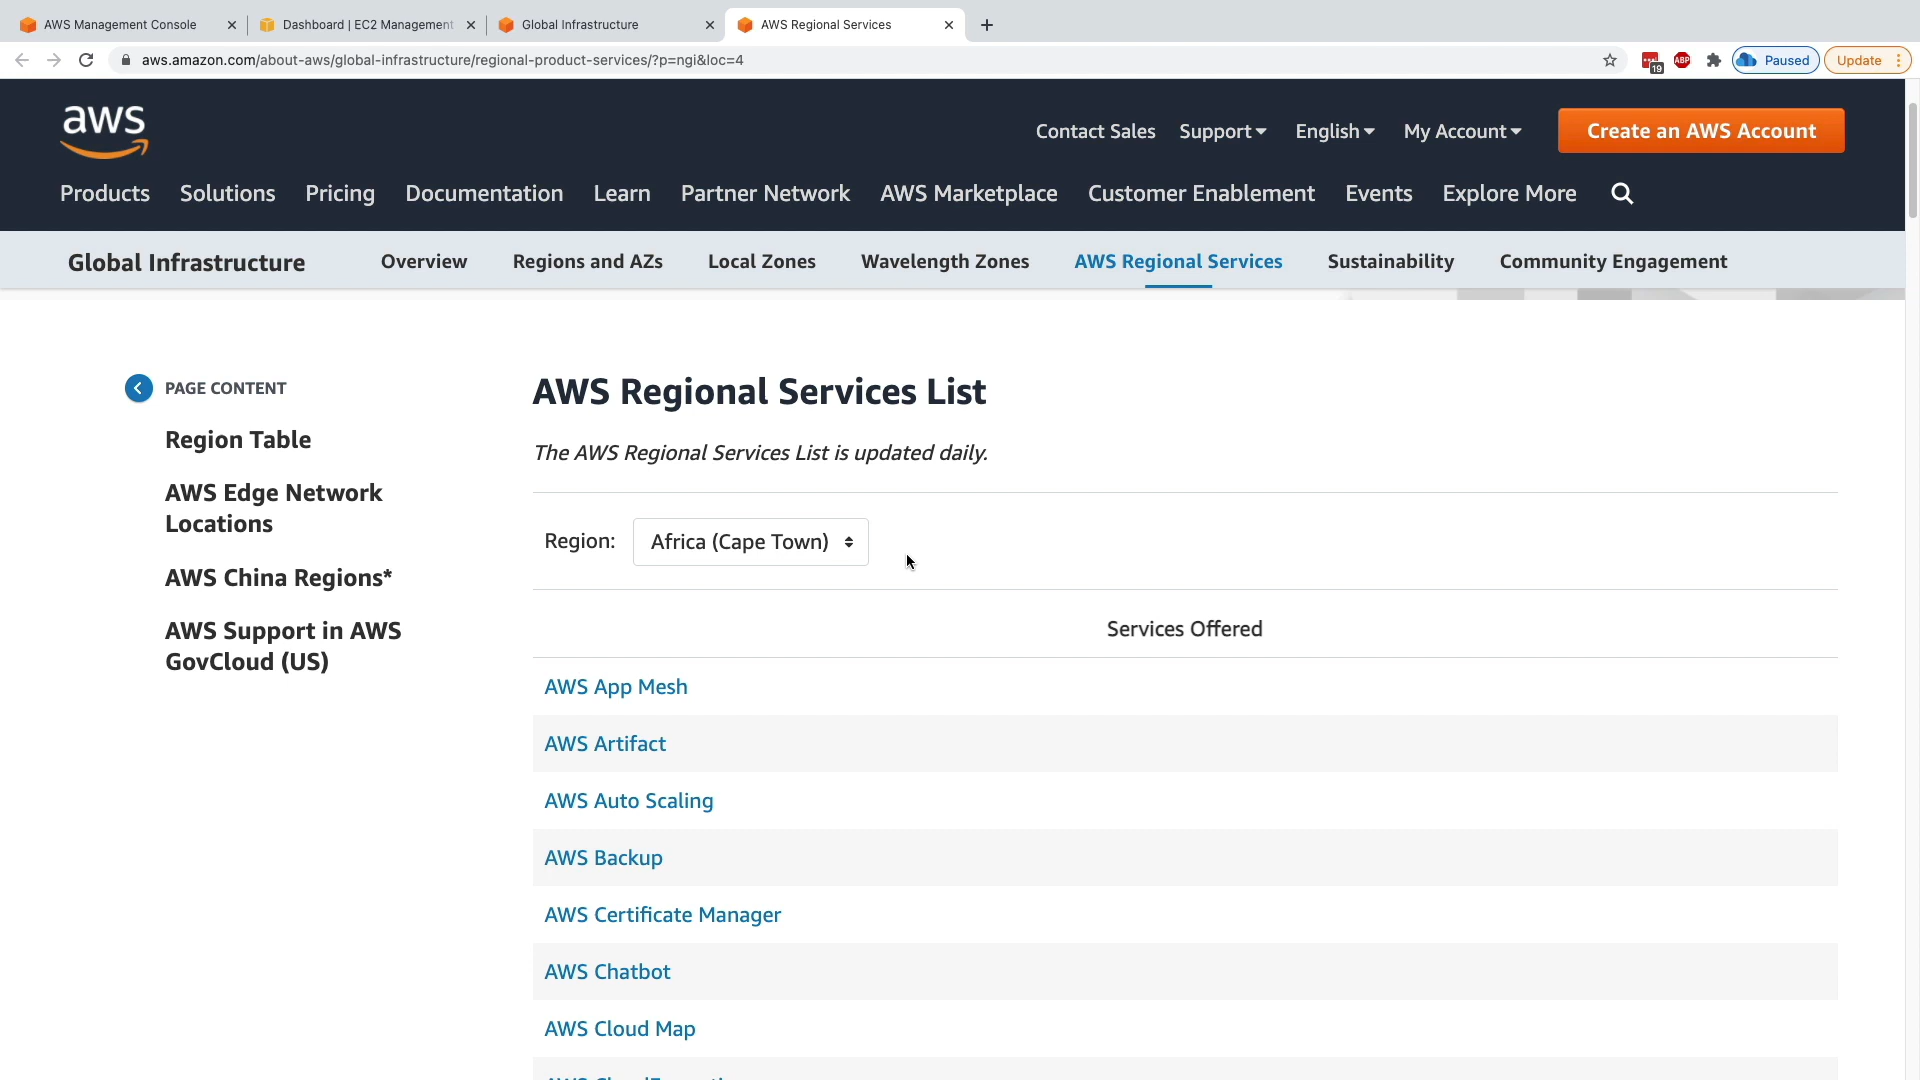 AWS Management Console
Dashboard | EC2 Management
Global Infrastructure
AWS Regional Services
aws.amazon.com/about-aws/global-infrastructure/regional-product-services/?p=ngi&loc=4
19
ABP
Paused
Update
aws
Contact Sales
Support
English
My Account
Create an AWS Account
Products
Solutions
Pricing
Documentation
Learn
Partner Network
AWS Marketplace
Customer Enablement
Events
Explore More
Global Infrastructure
Overview
Regions and AZs
Local Zones
Wavelength Zones
AWS Regional Services
Sustainability
Community Engagement
PAGE CONTENT
Region Table
AWS Edge Network
Locations
AWS China Regions*
AWS Support in AWS
GovCloud (US)
AWS Regional Services List
The AWS Regional Services List is updated daily.
Region:
Africa (Cape Town)
Services Offered
AWS App Mesh
AWS Artifact
AWS Auto Scaling
AWS Backup
AWS Certificate Manager
AWS Chatbot
AWS Cloud Map